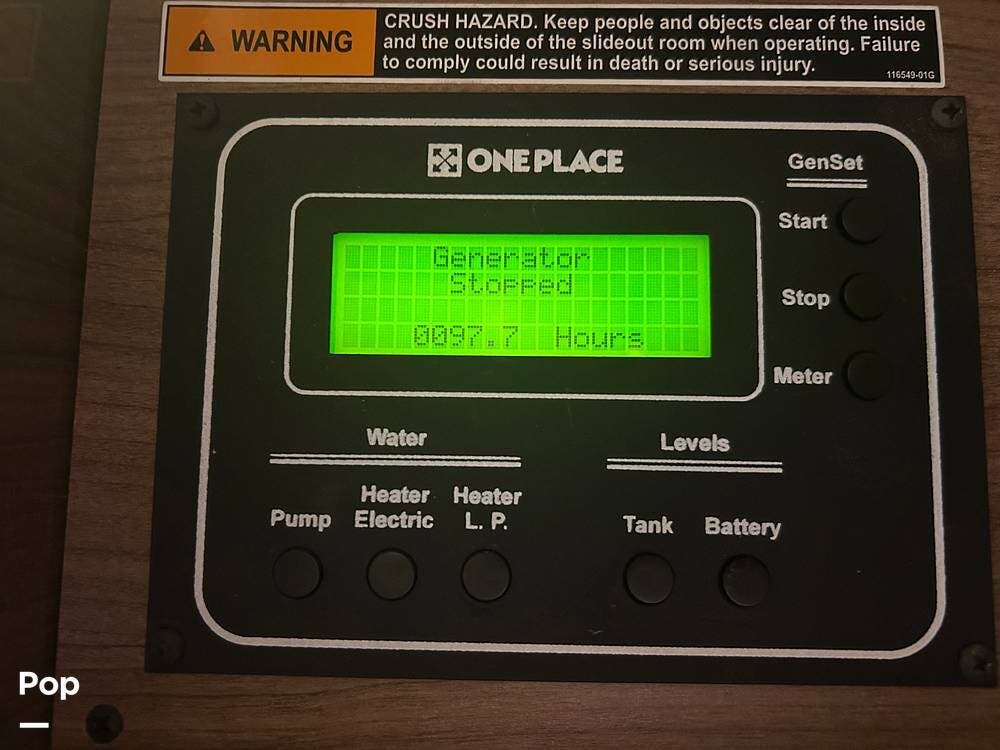 WARNING
CRUSH HAZARD. Keep people and objects clear of the inside
and the outside of the slideout room when operating. Failure
to comply could result in death or serious injury.
116549-01G
ONE PLACE
GenSet
Start
Stop
Meter
Generator
Stopped
0097.7 Hours
Water
Levels
Pump
Heater
Electric
Heater
L. P.
Tank
Battery
Pop